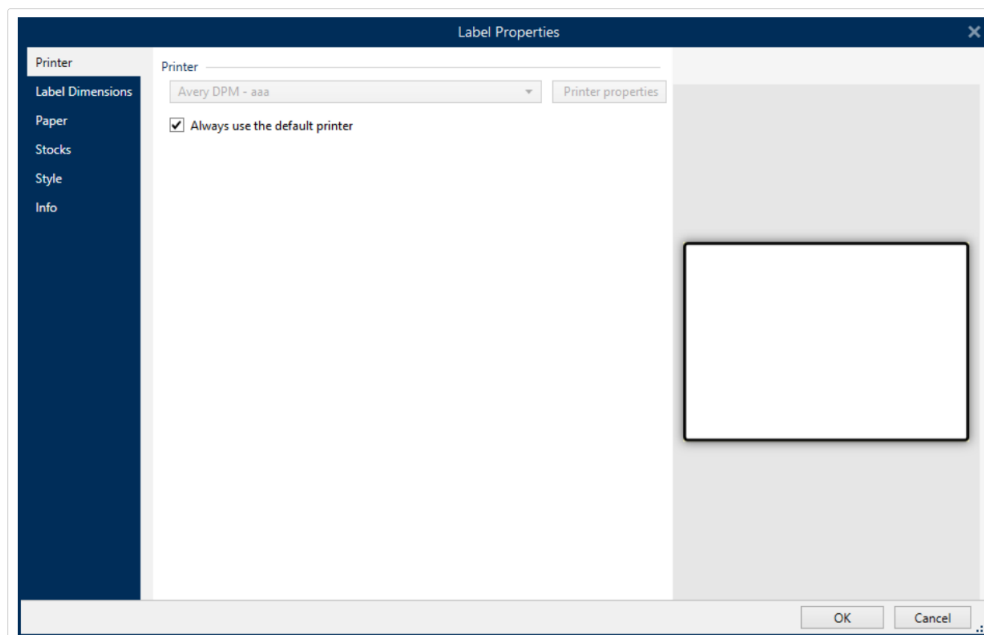 Label Properties
Printer
Label Dimensions
Paper
Stocks
Style
Info
Printer
Avery DPM - aaa
Printer properties
Always use the default printer
OK
Cancel